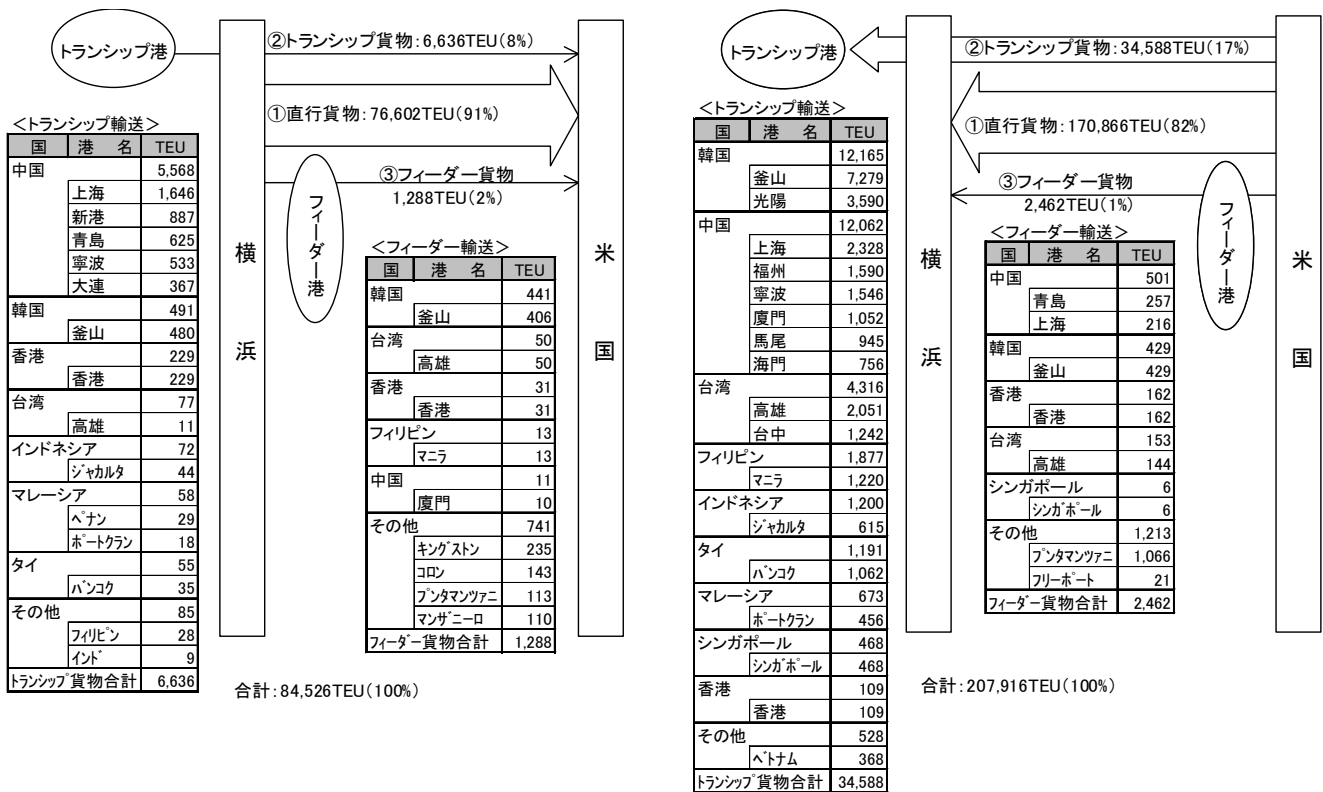 トランシップ港
②トランシップ貨物:6,636TEU(8%)
①直行貨物:76,602TEU(91%)
③フィーダー貨物
1,288TEU(2%)
フィーダー港
横浜
米国
<トランシップ輸送>
国 港名 TEU
中国 5,568
上海 1,646
新港 887
青島 625
寧波 533
大連 367
韓国 491
釜山 480
香港 229
香港 229
台湾 77
高雄 11
インドネシア 72
ジャカルタ 44
マレーシア 58
ペナン 29
ポートクラン 18
タイ 55
バンコク 35
その他 85
フィリピン 28
インド 9
トランシップ貨物合計 6,636
<フィーダー輸送>
国 港名 TEU
韓国 441
釜山 406
台湾 50
高雄 50
香港 31
香港 31
フィリピン 13
マニラ 13
中国 11
廈門 10
その他 741
キングストン 235
コロン 143
プンタマンツァニ 113
マンザニーロ 110
フィーダー貨物合計 1,288
合計:84,526TEU(100%)
トランシップ港
②トランシップ貨物:34,588TEU(17%)
①直行貨物:170,866TEU(82%)
③フィーダー貨物
2,462TEU(1%)
フィーダー港
横浜
米国
<トランシップ輸送>
国 港名 TEU
韓国 12,165
釜山 7,279
光陽 3,590
中国 12,062
上海 2,328
福州 1,590
寧波 1,546
廈門 1,052
馬尾 945
海門 756
台湾 4,316
高雄 2,051
台中 1,242
フィリピン 1,877
マニラ 1,220
インドネシア 1,200
ジャカルタ 615
タイ 1,191
バンコク 1,062
マレーシア 673
ポートクラン 456
シンガポール 468
シンガポール 468
香港 109
香港 109
その他 528
ベトナム 368
トランシップ貨物合計 34,588
<フィーダー輸送>
国 港名 TEU
中国 501
青島 257
上海 216
韓国 429
釜山 429
香港 162
香港 162
台湾 153
高雄 144
シンガポール 6
シンガポール 6
その他 1,213
プンタマンツァニ 1,066
フリーポート 21
フィーダー貨物合計 2,462
合計:207,916TEU(100%)